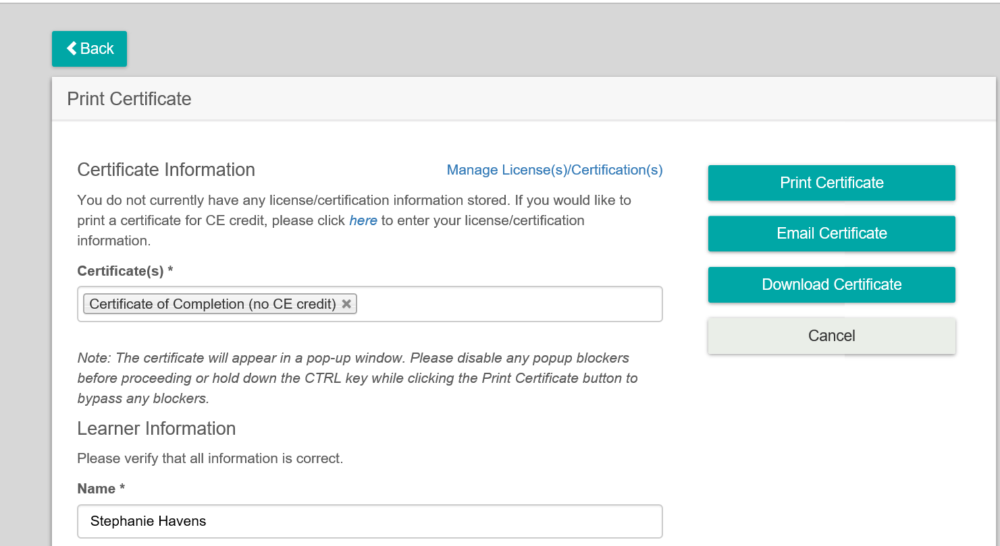 Back
Print Certificate
Certificate Information
Manage License(s)/Certification(s)
You do not currently have any license/certification information stored. If you would like to
print a certificate for CE credit, please click here to enter your license/certification
information.
Certificate(s) *
Certificate of Completion (no CE credit)
Note: The certificate will appear in a pop-up window. Please disable any popup blockers
before proceeding or hold down the CTRL key while clicking the Print Certificate button to
bypass any blockers.
Learner Information
Please verify that all information is correct.
Name *
Stephanie Havens
Print Certificate
Email Certificate
Download Certificate
Cancel